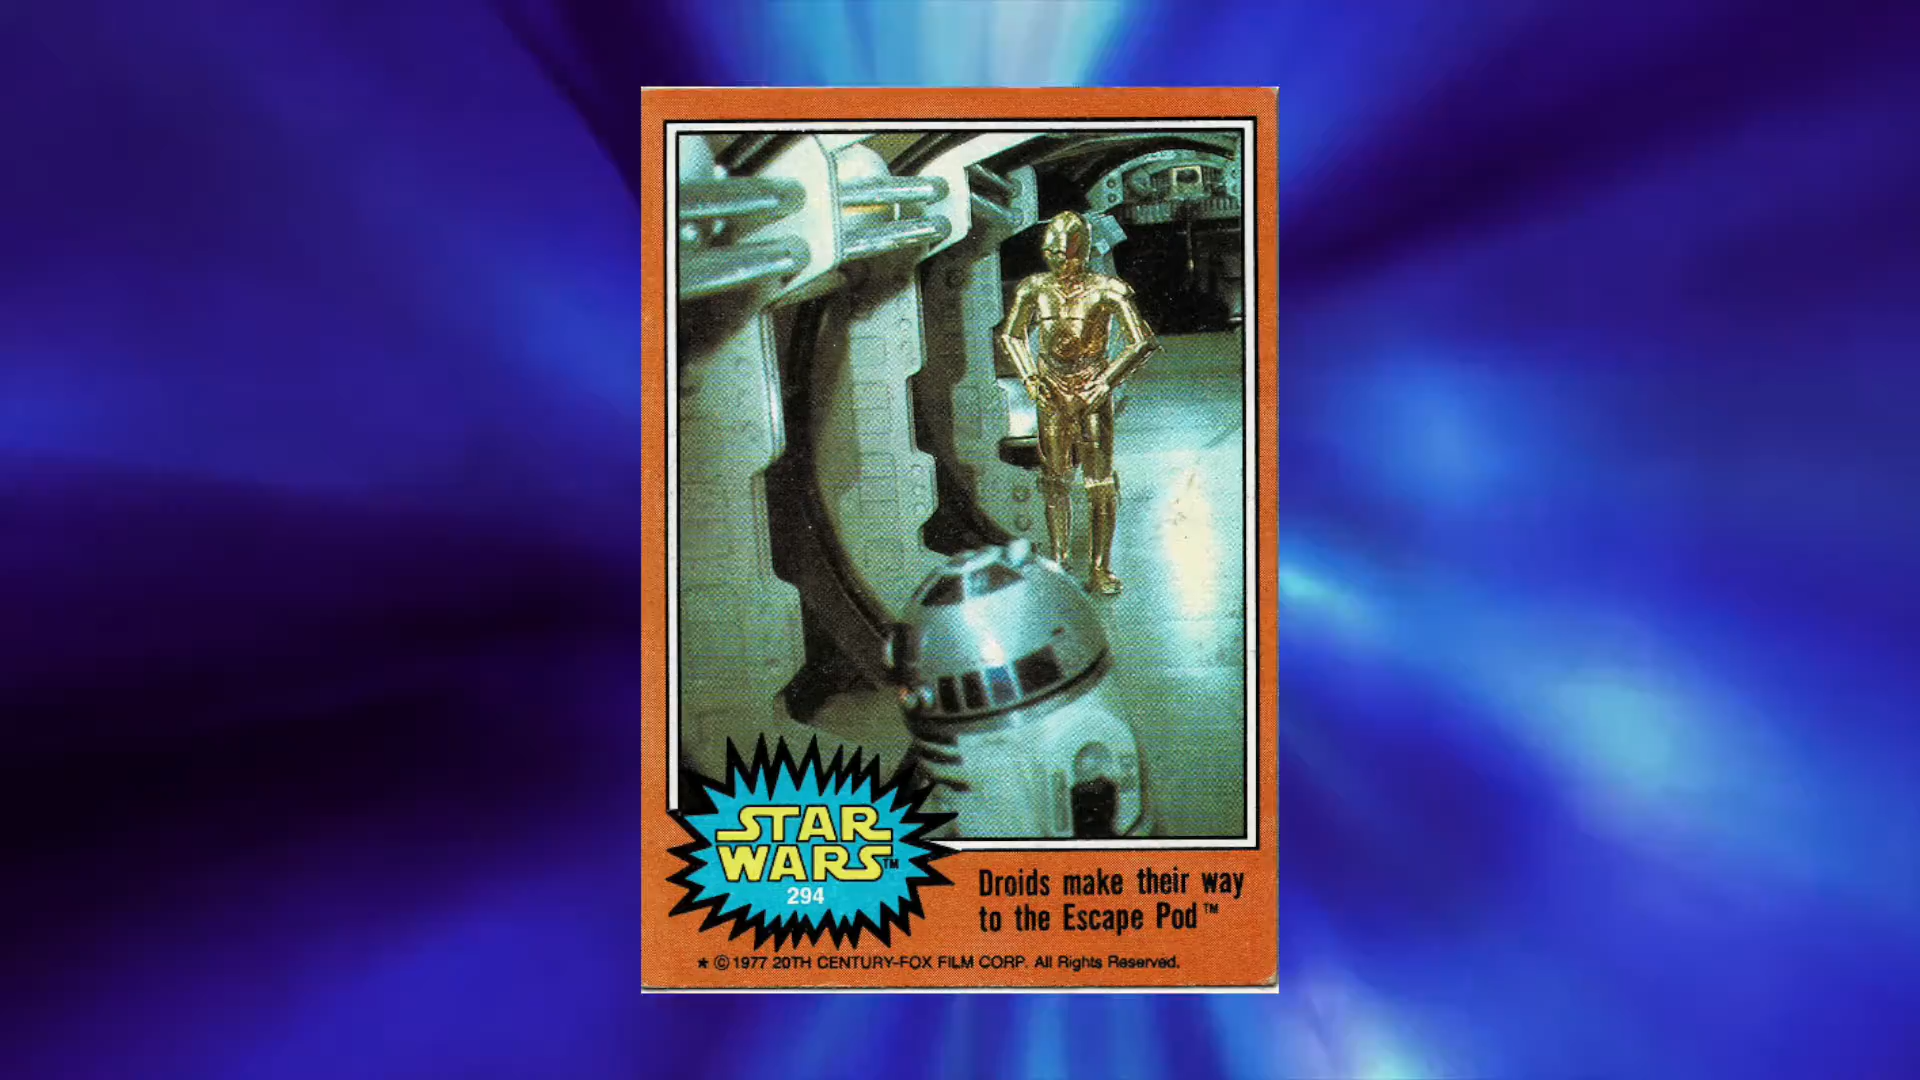 STAR
WARS™
294
Droids make their way
to the Escape Pod™
★ © 1977 20TH CENTURY-FOX FILM CORP. All Rights Reserved.